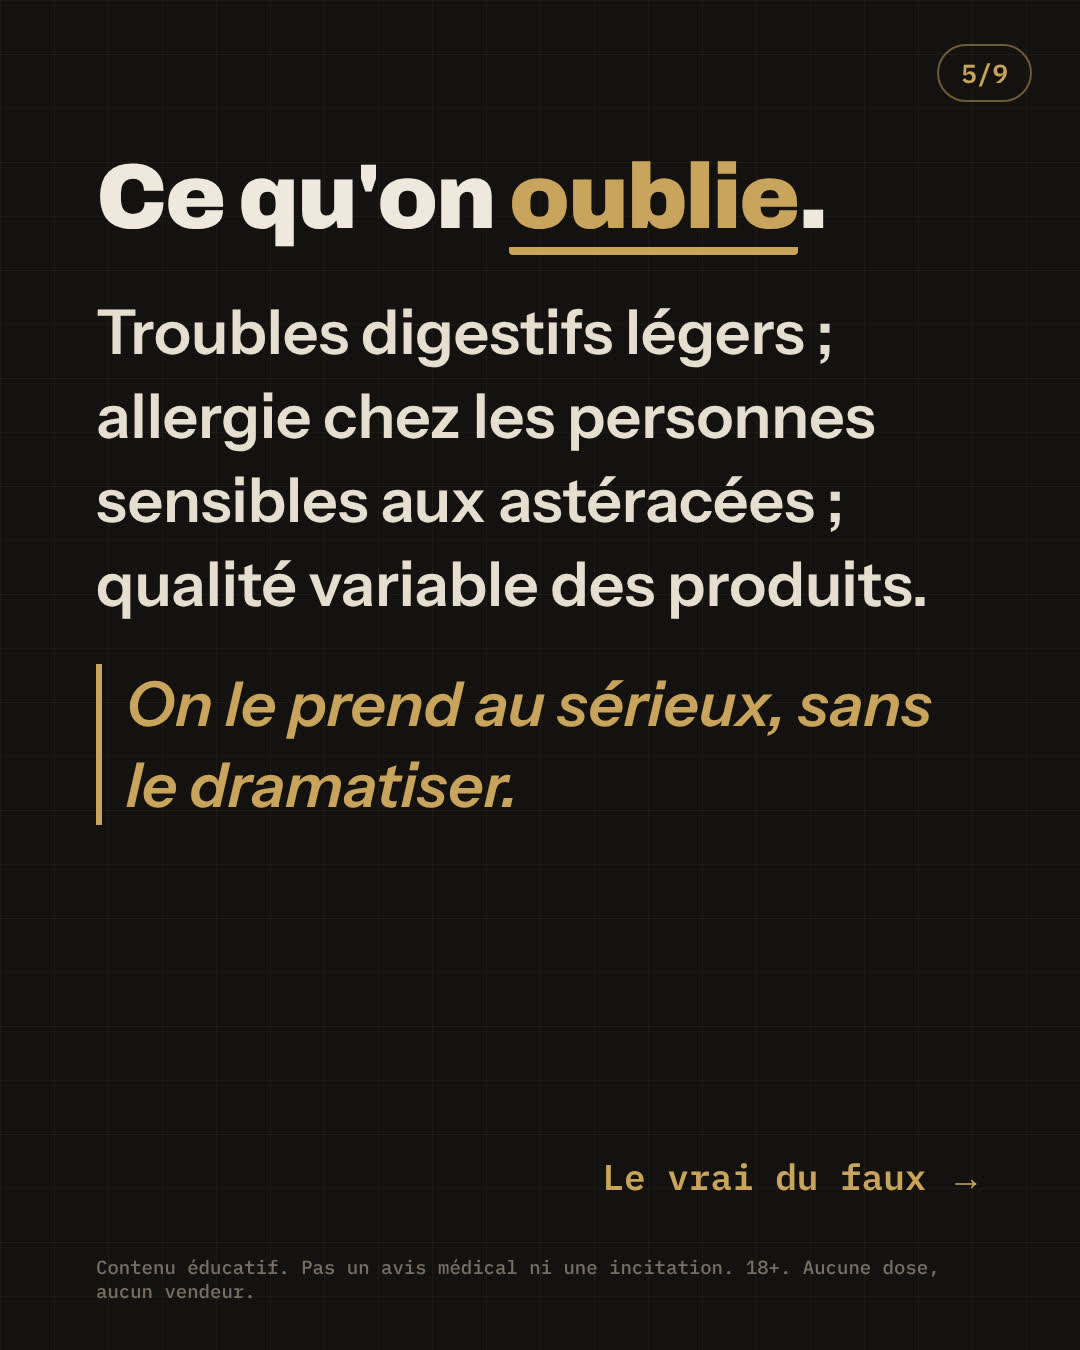 5/9
Ce qu'on oublie.
Troubles digestifs légers ;
allergie chez les personnes
sensibles aux astéracées ;
qualité variable des produits.
On le prend au sérieux, sans
le dramatiser.
Le vrai du faux →
Contenu éducatif. Pas un avis médical ni une incitation. 18+. Aucune dose,
aucun vendeur.